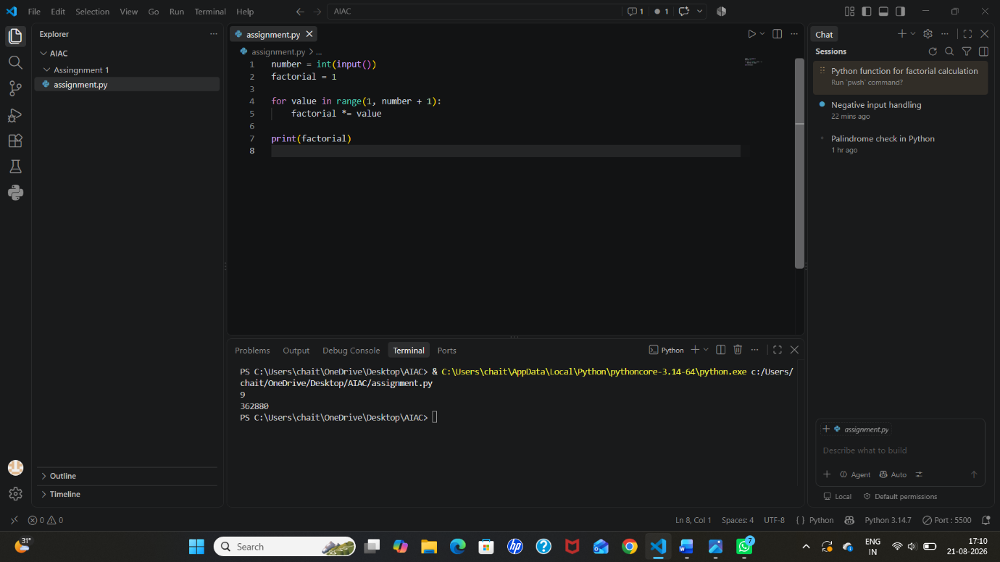 File Edit Selection View Go Run Terminal Help
AIAC
1 1
Explorer
AIAC
Assingnment 1
assignment.py
Outline
Timeline
assignment.py
assignment.py > ...
1 number = int(input())
2 factorial = 1
3
4 for value in range(1, number + 1):
5 factorial *= value
6
7 print(factorial)
8
Problems Output Debug Console Terminal Ports
Python
PS C:\Users\chait\OneDrive\Desktop\AIAC> & C:\Users\chait\AppData\Local\Python\pythoncore-3.14-64\python.exe c:/Users/
chait/OneDrive/Desktop/AIAC/assignment.py
9
362880
PS C:\Users\chait\OneDrive\Desktop\AIAC>
Chat
Sessions
Python function for factorial calculation
Run `pwsh` command?
Negative input handling
22 mins ago
Palindrome check in Python
1 hr ago
assignment.py
Describe what to build
Agent Auto
Local Default permissions
0 0
Ln 8, Col 1 Spaces: 4 UTF-8 { } Python Python 3.14.7 Port : 5500
31°
Search
hp
7
ENG
IN
17:10
21-08-2026